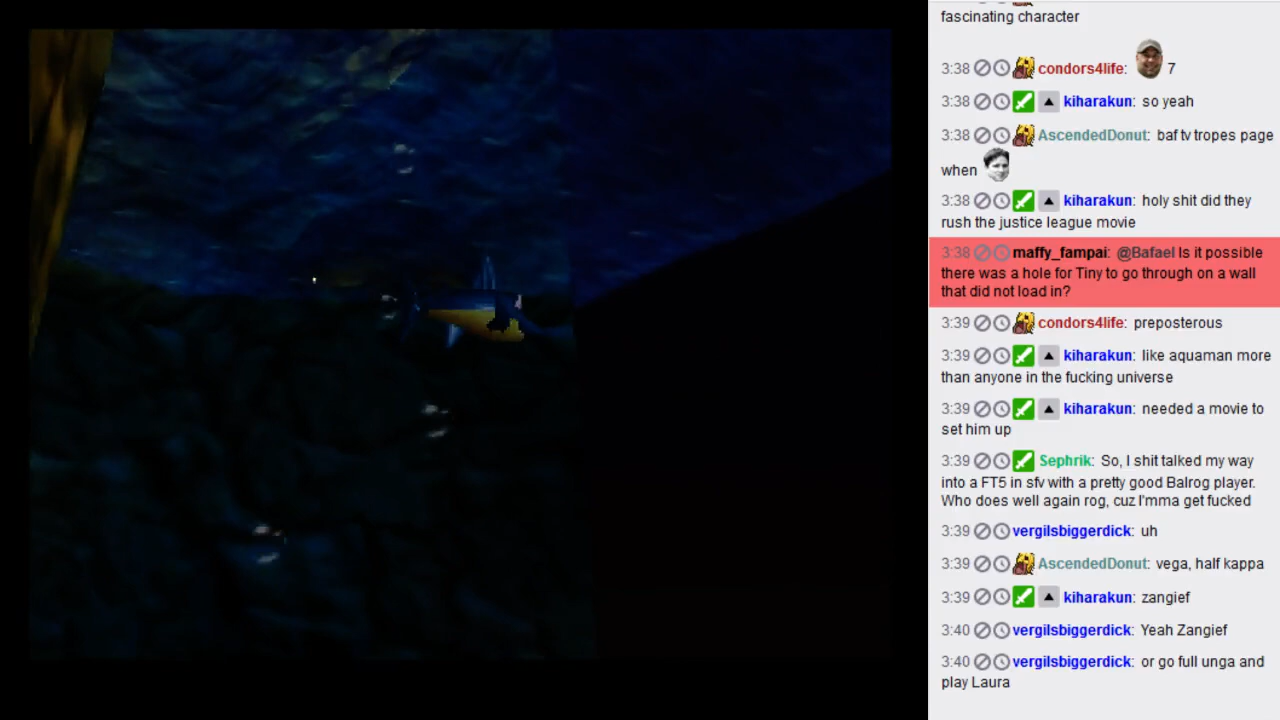 fascinating character
3:38 condors4life: 7
3:38 kiharakun: so yeah
3:38 AscendedDonut: baf tv tropes page
when
3:38 kiharakun: holy shit did they
rush the justice league movie
3:38 maffy_fampai: @Bafael Is it possible
there was a hole for Tiny to go through on a wall
that did not load in?
3:39 condors4life: preposterous
3:39 kiharakun: like aquaman more
than anyone in the fucking universe
3:39 kiharakun: needed a movie to
set him up
3:39 Sephrik: So, I shit talked my way
into a FT5 in sfv with a pretty good Balrog player.
Who does well again rog, cuz I'mma get fucked
3:39 vergilsbiggerdick: uh
3:39 AscendedDonut: vega, half kappa
3:39 kiharakun: zangief
3:40 vergilsbiggerdick: Yeah Zangief
3:40 vergilsbiggerdick: or go full unga and
play Laura